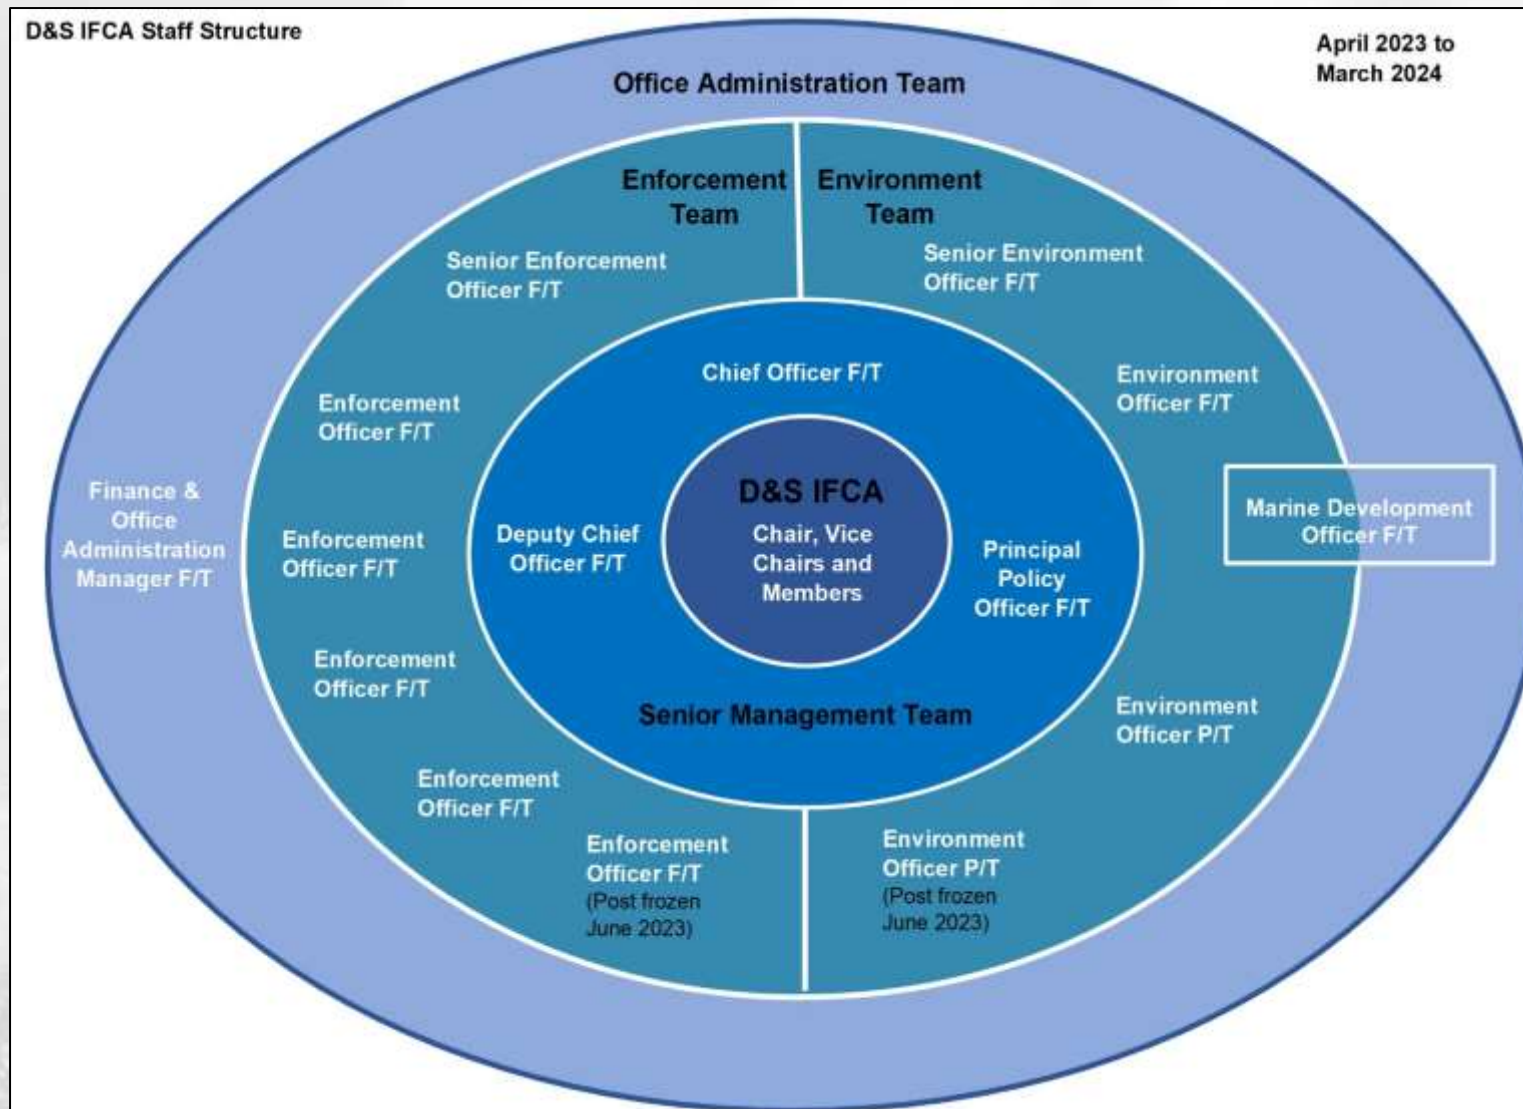 D&S IFCA Staff Structure
April 2023 to
March 2024
Office Administration Team
Enforcement
Team
Environment
Team
Senior Enforcement
Officer F/T
Senior Environment
Officer F/T
Chief Officer F/T
Enforcement
Officer F/T
Environment
Officer F/T
Finance &
Office
Administration
Manager F/T
Enforcement
Officer F/T
Deputy Chief
Officer F/T
D&S IFCA
Chair, Vice
Chairs and
Members
Principal
Policy
Officer F/T
Marine Development
Officer F/T
Enforcement
Officer F/T
Senior Management Team
Environment
Officer P/T
Enforcement
Officer F/T
Enforcement
Officer F/T
(Post frozen
June 2023)
Environment
Officer P/T
(Post frozen
June 2023)